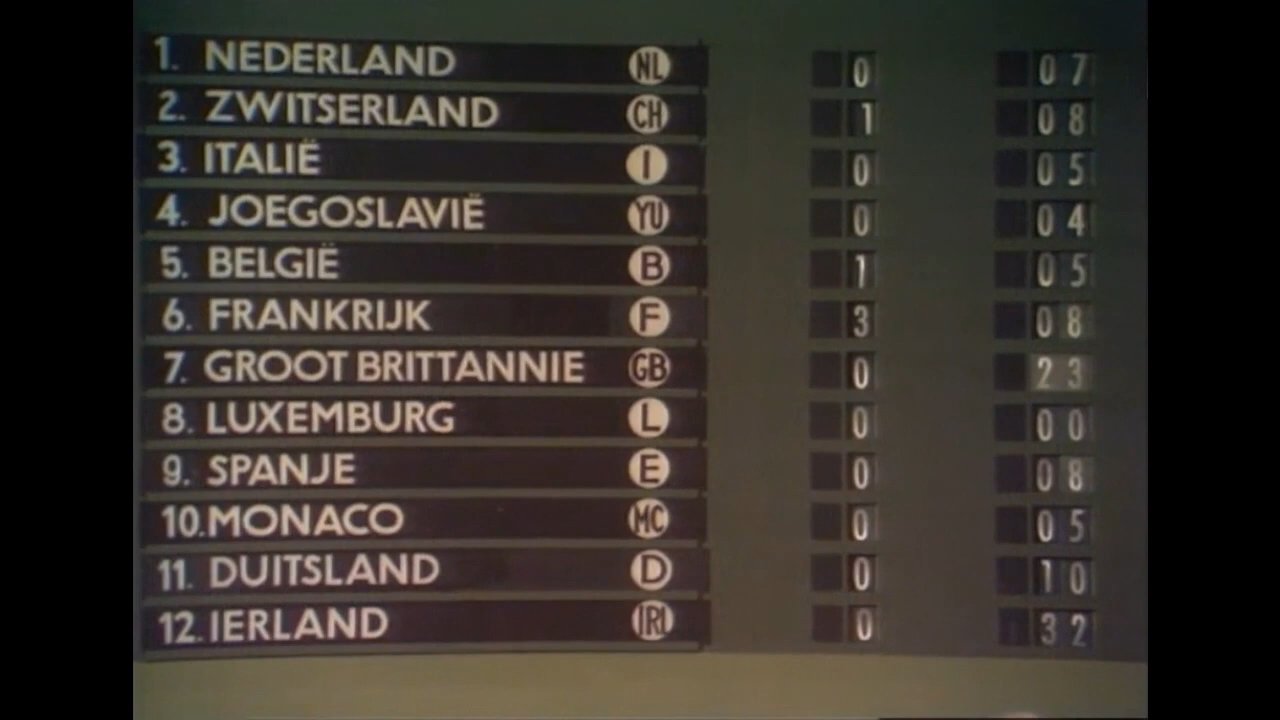 1. NEDERLAND NL 0 07
2. ZWITSERLAND CH 1 08
3. ITALIË I 0 05
4. JOEGOSLAVIË YU 0 04
5. BELGIË B 1 05
6. FRANKRIJK F 3 08
7. GROOT BRITTANNIE GB 0 23
8. LUXEMBURG L 0 00
9. SPANJE E 0 08
10. MONACO MC 0 05
11. DUITSLAND D 0 10
12. IERLAND IRL 0 32